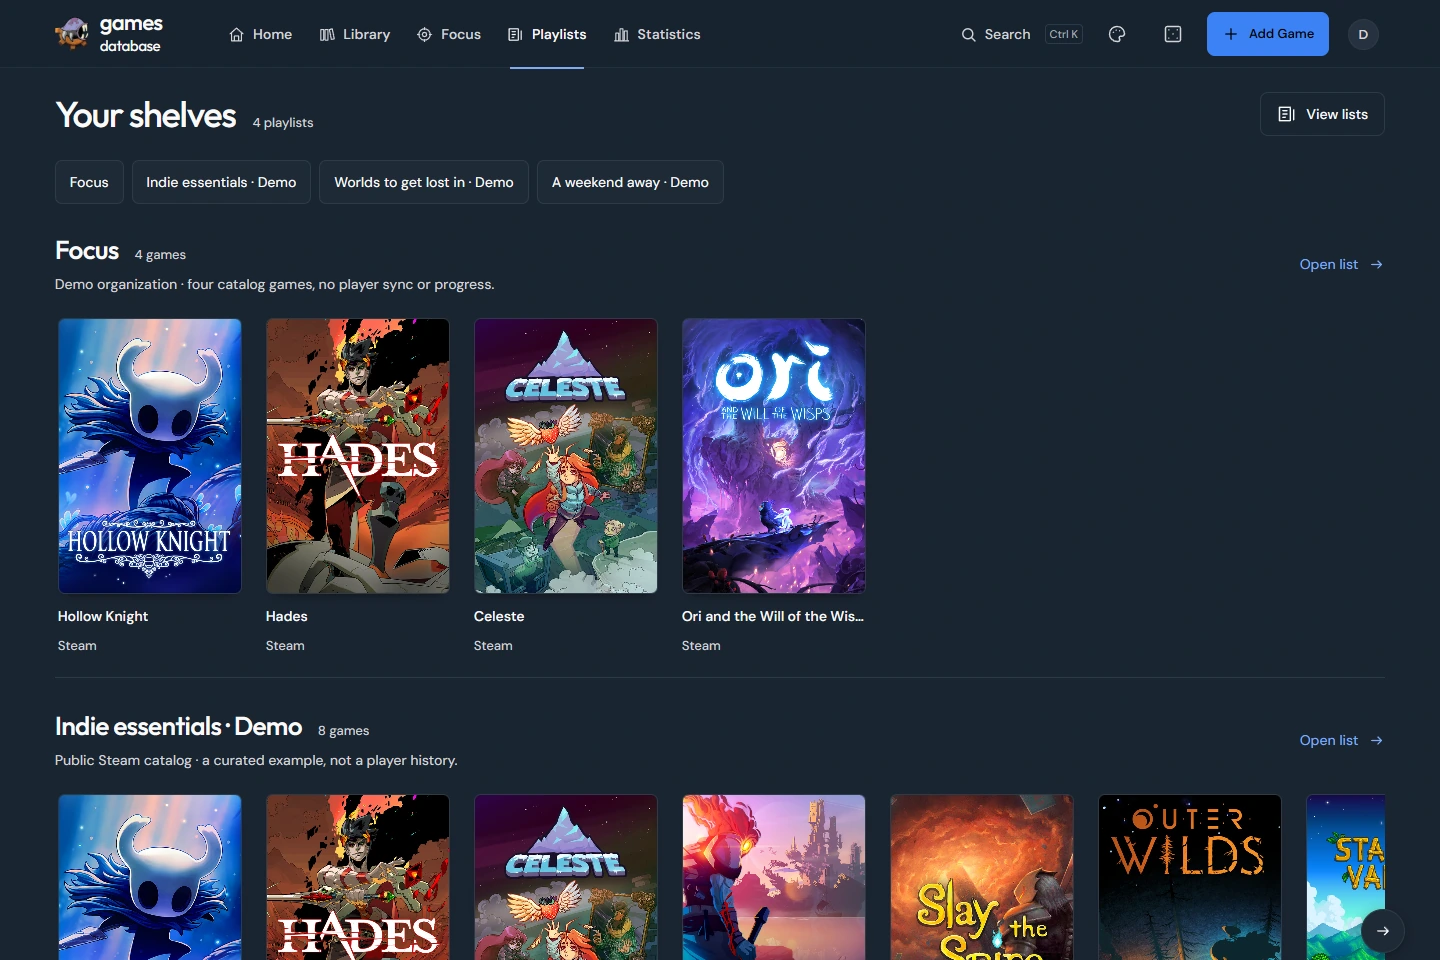 games
database
Home
Library
Focus
Playlists
Statistics
Search
Ctrl K
Add Game
D
Your shelves
4 playlists
View lists
Focus
Indie essentials · Demo
Worlds to get lost in · Demo
A weekend away · Demo
Focus
4 games
Open list
Demo organization · four catalog games, no player sync or progress.
HOLLOW KNIGHT
HADES
CELESTE
ori
AND THE WILL OF THE WISPS
Hollow Knight
Hades
Celeste
Ori and the Will of the Wis...
Steam
Steam
Steam
Steam
Indie essentials · Demo
8 games
Open list
Public Steam catalog · a curated example, not a player history.
HADES
CELESTE
Slay the Spire
OUTER
WILDS
STA
VAL